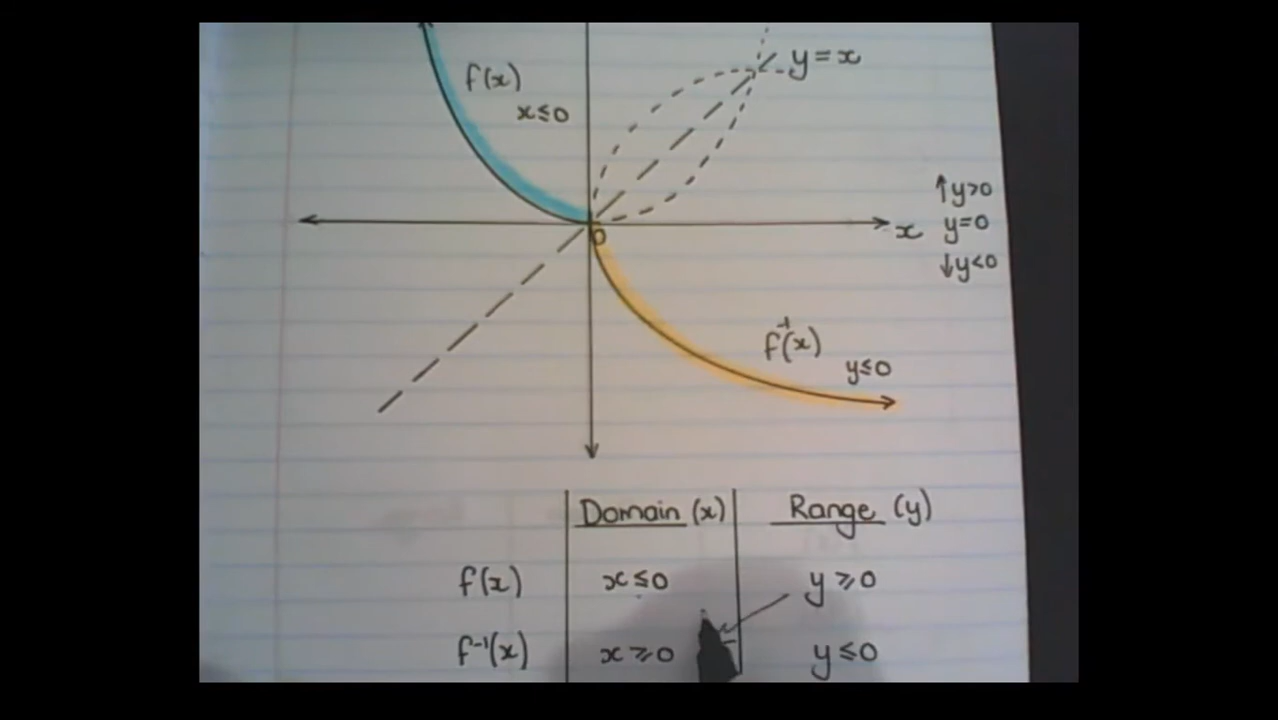 y = x
f(x)
x ≤ 0
↑y>0
0
x
y=0
↓y<0
f⁻¹(x)
y ≤ 0
Domain (x) Range (y)
f(x) x ≤ 0 y ⩾ 0
f⁻¹(x) x ⩾ 0 y ≤ 0